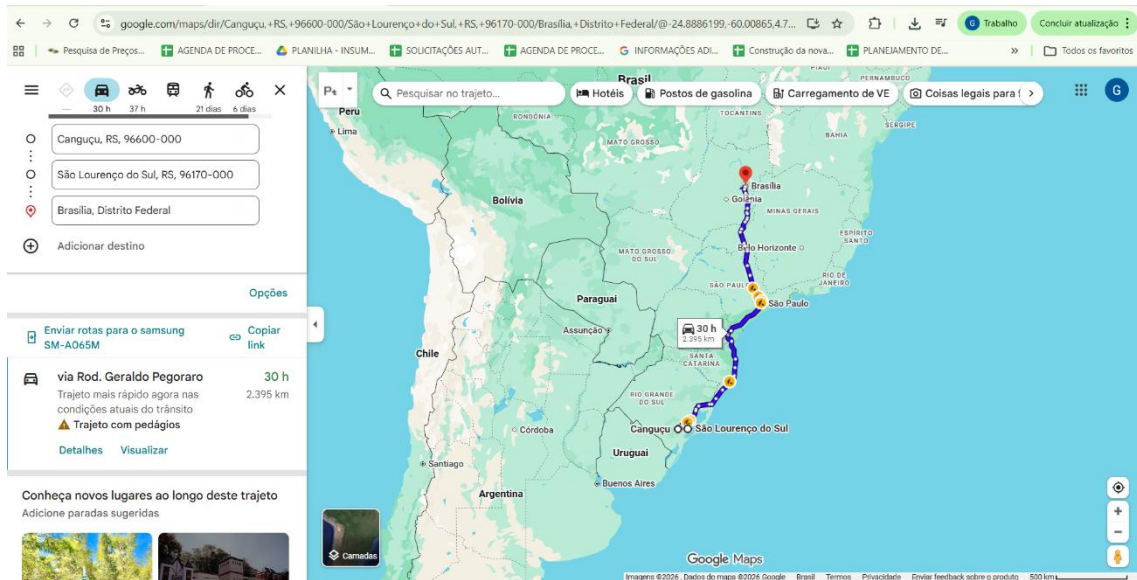 google.com/maps/dir/Canguçu,+RS,+96600-000/São+Lourenço+do+Sul,+RS,+96170-000/Brasília,+Distrito+Federal/@-24.8886199,-60.00865,4.7...
Trabalho
Concluir atualização
Pesquisa de Preços...
AGENDA DE PROCE...
PLANILHA - INSUM...
SOLICITAÇÕES AUT...
AGENDA DE PROCE...
INFORMAÇÕES ADI...
Construção da nova...
PLANEJAMENTO DE...
Todos os favoritos
30 h
37 h
21 dias
6 dias
Canguçu, RS, 96600-000
São Lourenço do Sul, RS, 96170-000
Brasília, Distrito Federal
Adicionar destino
Opções
Enviar rotas para o samsung
SM-A065M
Copiar
link
via Rod. Geraldo Pegoraro
30 h
Trajeto mais rápido agora nas
condições atuais do trânsito
2.395 km
Trajeto com pedágios
Detalhes
Visualizar
Conheça novos lugares ao longo deste trajeto
Adicione paradas sugeridas
Pesquisar no trajeto...
Hotéis
Postos de gasolina
Carregamento de VE
Coisas legais para f
G
Brasil
PERNAMBUCO
Peru
Lima
RONDÔNIA
TOCANTINS
SERGIPE
BAHIA
MATO GROSSO
Brasília
Goiânia
Bolívia
MINAS GERAIS
ESPÍRITO
SANTO
MATO GROSSO
DO SUL
Belo Horizonte
RIO DE
JANEIRO
SÃO PAULO
São Paulo
Paraguai
Assunção
30 h
2.395 km
SANTA
CATARINA
Chile
RIO GRANDE
DO SUL
Córdoba
Canguçu
São Lourenço do Sul
Uruguai
Santiago
Buenos Aires
Argentina
Camadas
Google Maps
Imagens ©2026 , Dados do mapa ©2026 Google
Brasil
Termos
Privacidade
Enviar feedback sobre o produto
500 km